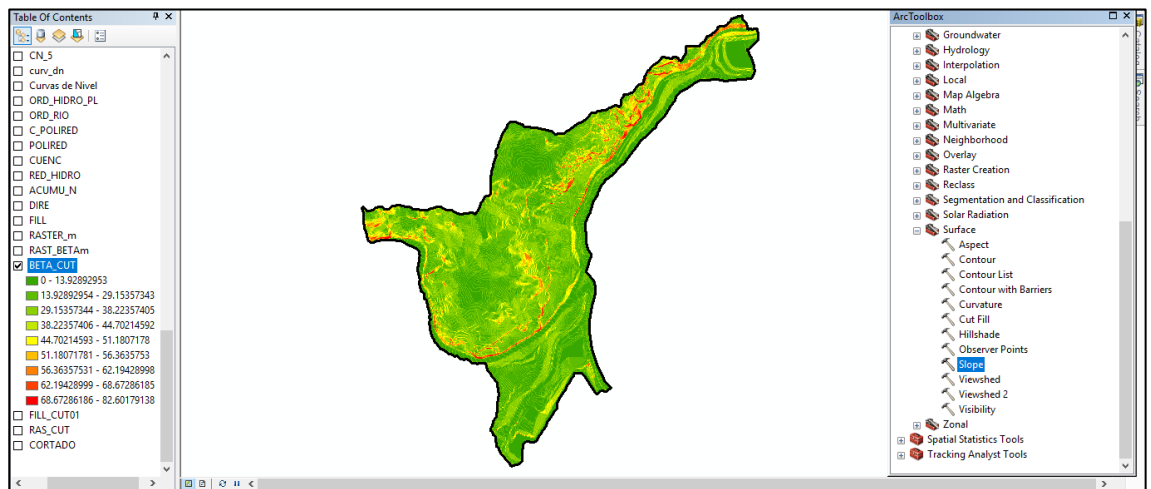 Table Of Contents
CN_5
curv_dn
Curvas de Nivel
ORD_HIDRO_PL
ORD_RIO
C_POLIRED
POLIRED
CUENC
RED_HIDRO
ACUMU_N
DIRE
FILL
RASTER_m
RAST_BETAm
BETA_CUT
0 - 13.92892953
13.92892954 - 29.15357343
29.15357344 - 38.22357405
38.22357406 - 44.70214592
44.70214593 - 51.1807178
51.18071781 - 56.3635753
56.36357531 - 62.19428998
62.19428999 - 68.67286185
68.67286186 - 82.60179138
FILL_CUT01
RAS_CUT
CORTADO
ArcToolbox
Groundwater
Hydrology
Interpolation
Local
Map Algebra
Math
Multivariate
Neighborhood
Overlay
Raster Creation
Reclass
Segmentation and Classification
Solar Radiation
Surface
Aspect
Contour
Contour List
Contour with Barriers
Curvature
Cut Fill
Hillshade
Observer Points
Slope
Viewshed
Viewshed 2
Visibility
Zonal
Spatial Statistics Tools
Tracking Analyst Tools